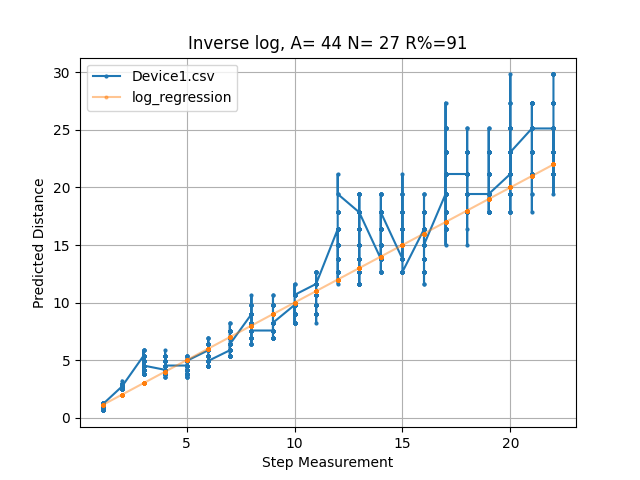 Inverse log, A= 44 N= 27 R%=91
Device1.csv
log_regression
30
25
20
15
10
5
0
Predicted Distance
5 10 15 20
Step Measurement